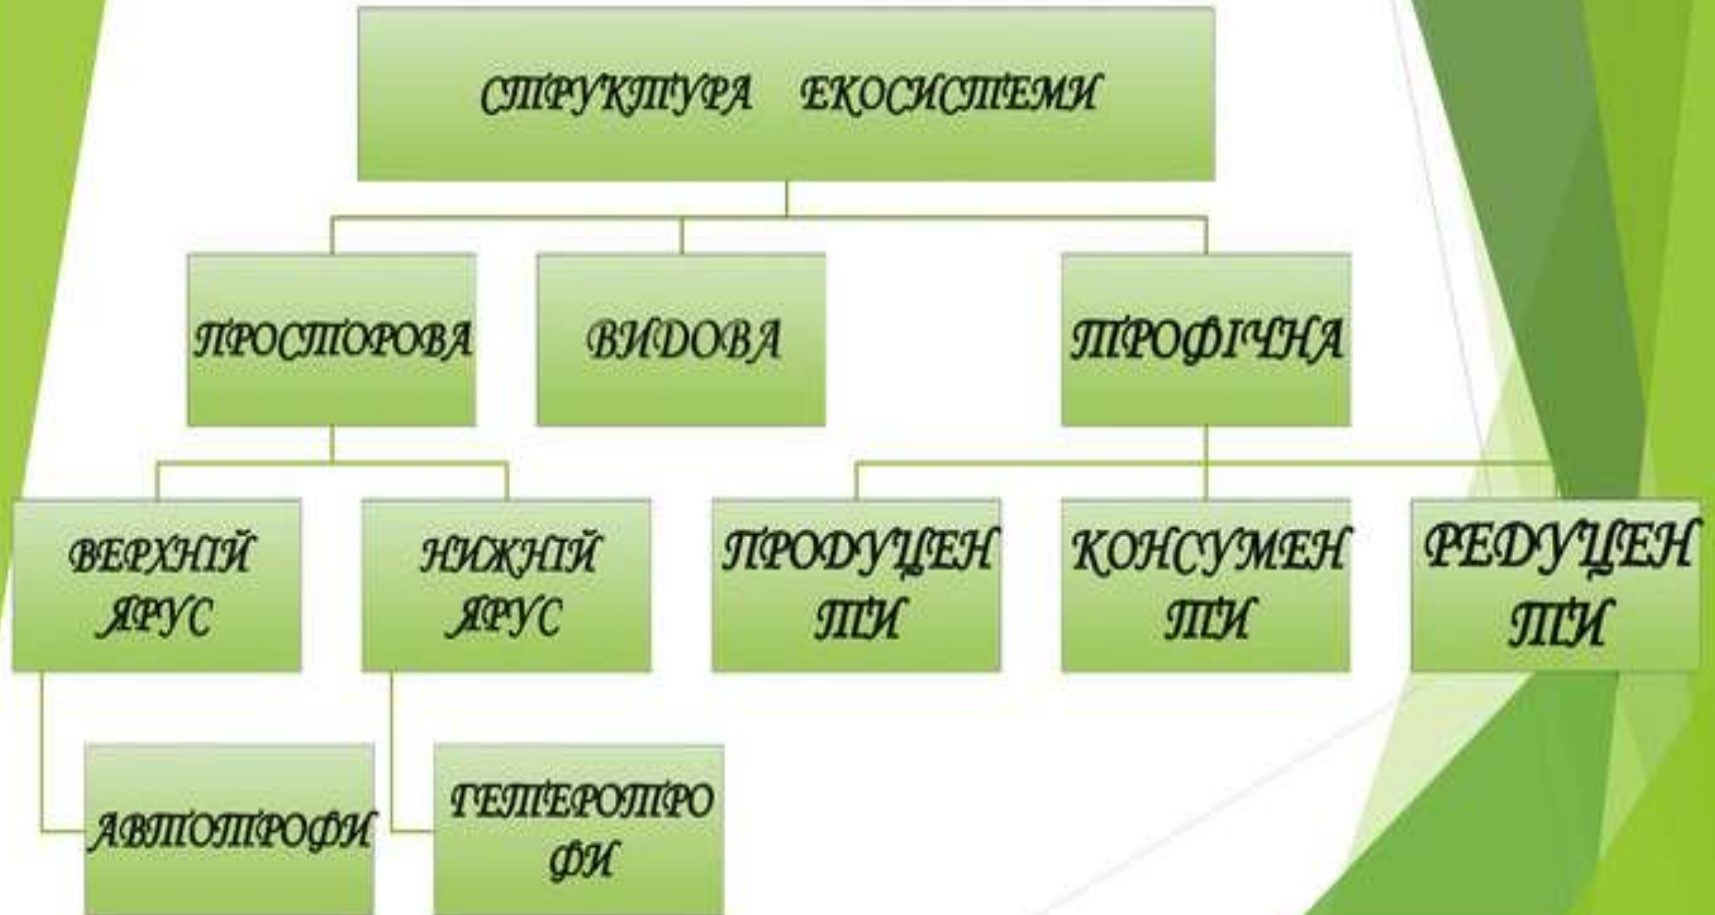 СТРУКТУРА ЕКОСИСТЕМИ
ПРОСТОРОВА
ВИДОВА
ТРОФІЧНА
ВЕРХНІЙ
ЯРУС
НИЖНІЙ
ЯРУС
ПРОДУЦЕН
ТИ
КОНСУМЕН
ТИ
РЕДУЦЕН
ТИ
АВТОТРОФИ
ГЕТЕРОТРО
ФИ